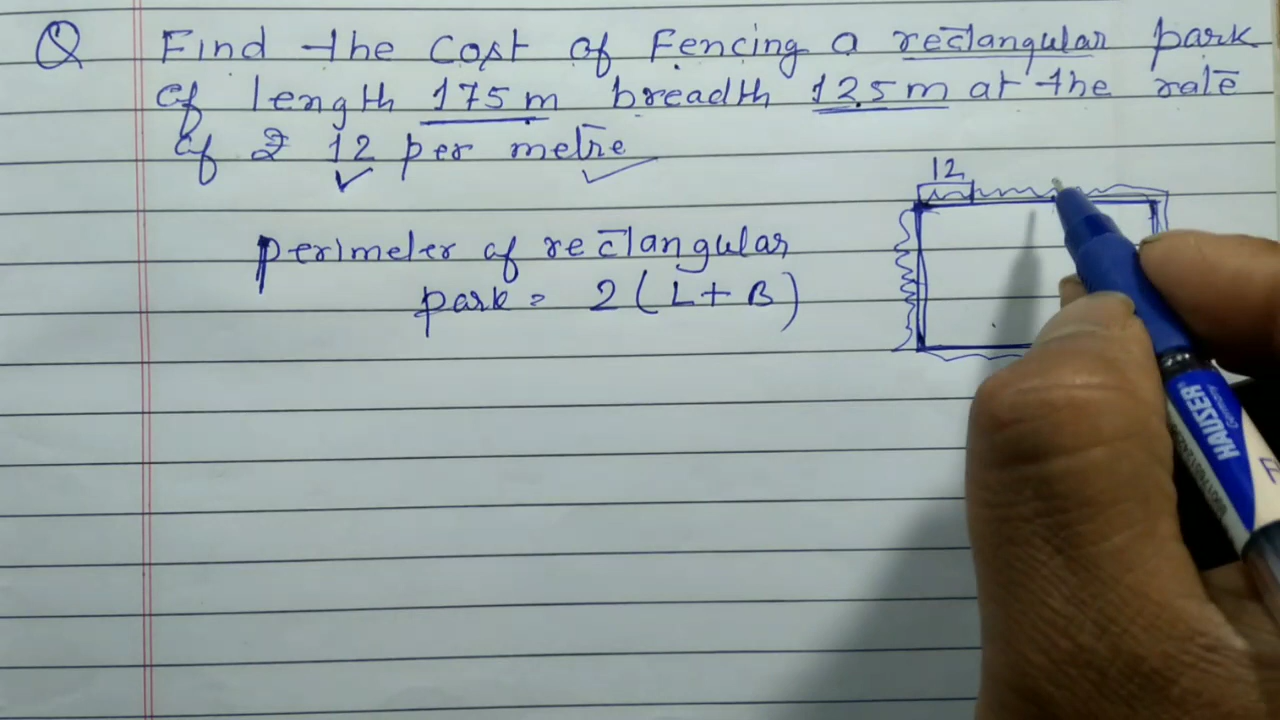 Q Find the Cost of Fencing a rectangular park
of length 175 m breadth 125 m at the rate
of ₹ 12 per metre
12
perimeter of rectangular
park = 2 ( L + B )
HAUSER
Germany